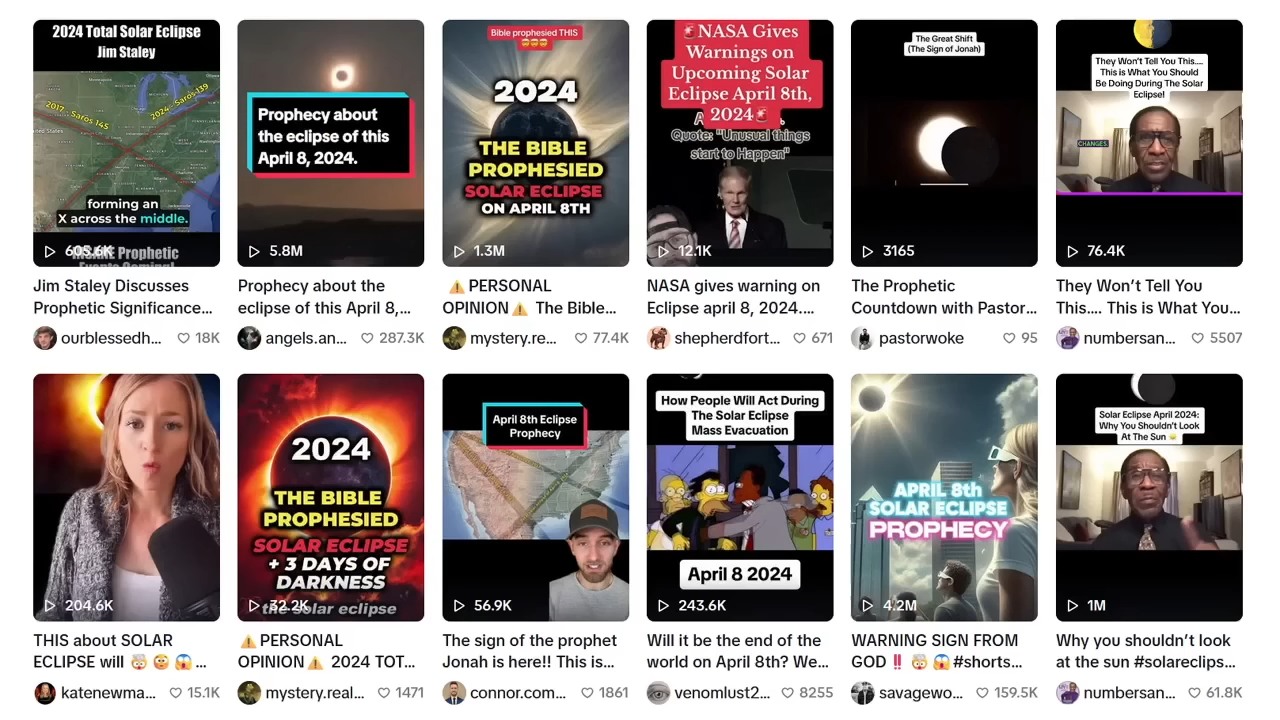 2024 Total Solar Eclipse
Jim Staley
2017 - Saros 145
2024 - Saros 139
forming an
X across the middle.
605.6K
INSANE Prophetic
Events Coming!
Jim Staley Discusses
Prophetic Significance...
ourblessedh...
18K
Prophecy about
the eclipse of this
April 8, 2024.
5.8M
Prophecy about the
eclipse of this April 8,...
angels.an...
287.3K
Bible prophesied THIS
😳😳😳
2024
THE BIBLE
PROPHESIED
SOLAR ECLIPSE
ON APRIL 8TH
1.3M
⚠️PERSONAL
OPINION⚠️ The Bible...
mystery.re...
77.4K
🚨NASA Gives
Warnings on
Upcoming Solar
Eclipse April 8th,
2024🚨
Quote: "Unusual things
start to Happen"
12.1K
NASA gives warning on
Eclipse april 8, 2024....
shepherdfort...
671
The Great Shift
(The Sign of Jonah)
3165
The Prophetic
Countdown with Pastor...
pastorwoke
95
They Won't Tell You This....
This is What You Should
Be Doing During The Solar
Eclipse!
CHANGES.
76.4K
They Won't Tell You
This.... This is What You...
numbersan...
5507
204.6K
THIS about SOLAR
ECLIPSE will 🤯 😳 😱 ...
katenewma...
15.1K
2024
THE BIBLE
PROPHESIED
SOLAR ECLIPSE
+ 3 DAYS OF
DARKNESS
the solar eclipse
32.2K
⚠️PERSONAL
OPINION⚠️ 2024 TOT...
mystery.real...
1471
April 8th Eclipse
Prophecy
56.9K
The sign of the prophet
Jonah is here!! This is...
connor.com...
1861
How People Will Act During
The Solar Eclipse
Mass Evacuation
April 8 2024
243.6K
Will it be the end of the
world on April 8th? We...
venomlust2...
8255
APRIL 8th
SOLAR ECLIPSE
PROPHECY
4.2M
WARNING SIGN FROM
GOD ‼️ 🤯 😱 #shorts...
savagewo...
159.5K
Solar Eclipse April 2024:
Why You Shouldn't Look
At The Sun 🌞
1M
Why you shouldn't look
at the sun #solareclips...
numbersan...
61.8K